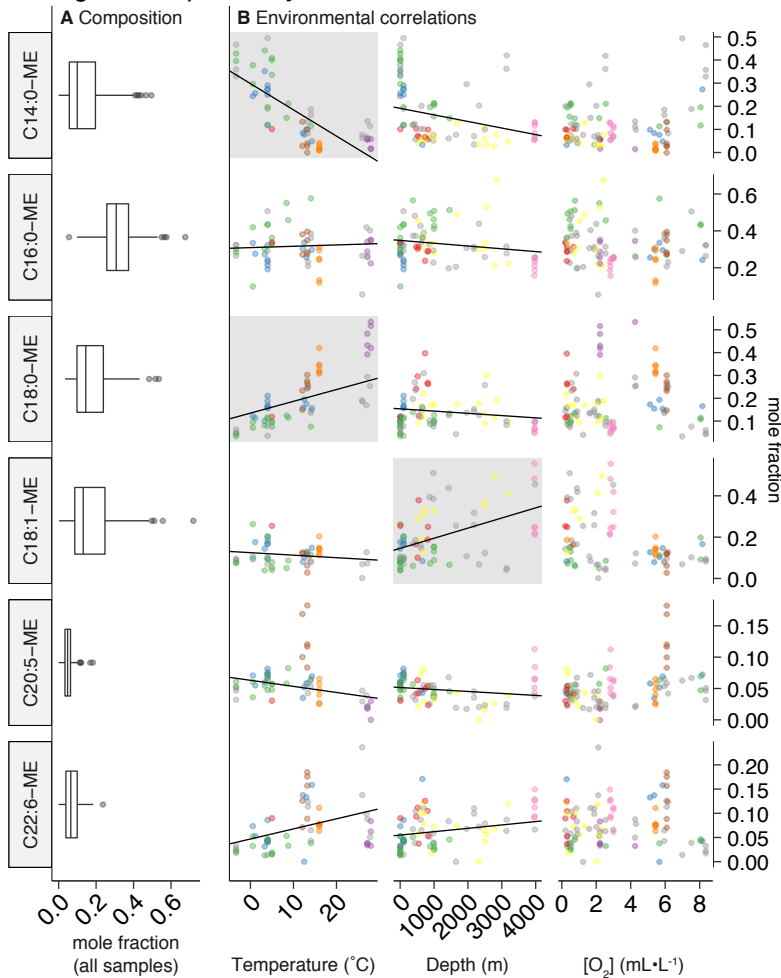 A Composition
B Environmental correlations
C14:0−ME
0.5
0.4
0.3
0.2
0.1
0.0
C16:0−ME
0.6
0.4
0.2
C18:0−ME
0.5
0.4
0.3
0.2
0.1
mole fraction
C18:1−ME
0.4
0.2
0.0
C20:5−ME
0.15
0.10
0.05
0.00
C22:6−ME
0.20
0.15
0.10
0.05
0.00
0.0 0.2 0.4 0.6
0 10 20
0 1000 2000 3000 4000
0 2 4 6 8
mole fraction
(all samples)
Temperature (˚C)
Depth (m)
[O₂] (mL•L⁻¹)